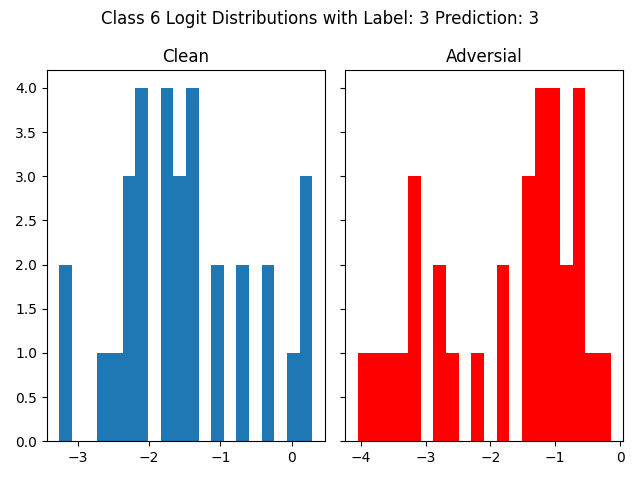 Class 6 Logit Distributions with Label: 3 Prediction: 3
Clean
Adversial
4.0
3.5
3.0
2.5
2.0
1.5
1.0
0.5
0.0
−3 −2 −1 0
−4 −3 −2 −1 0